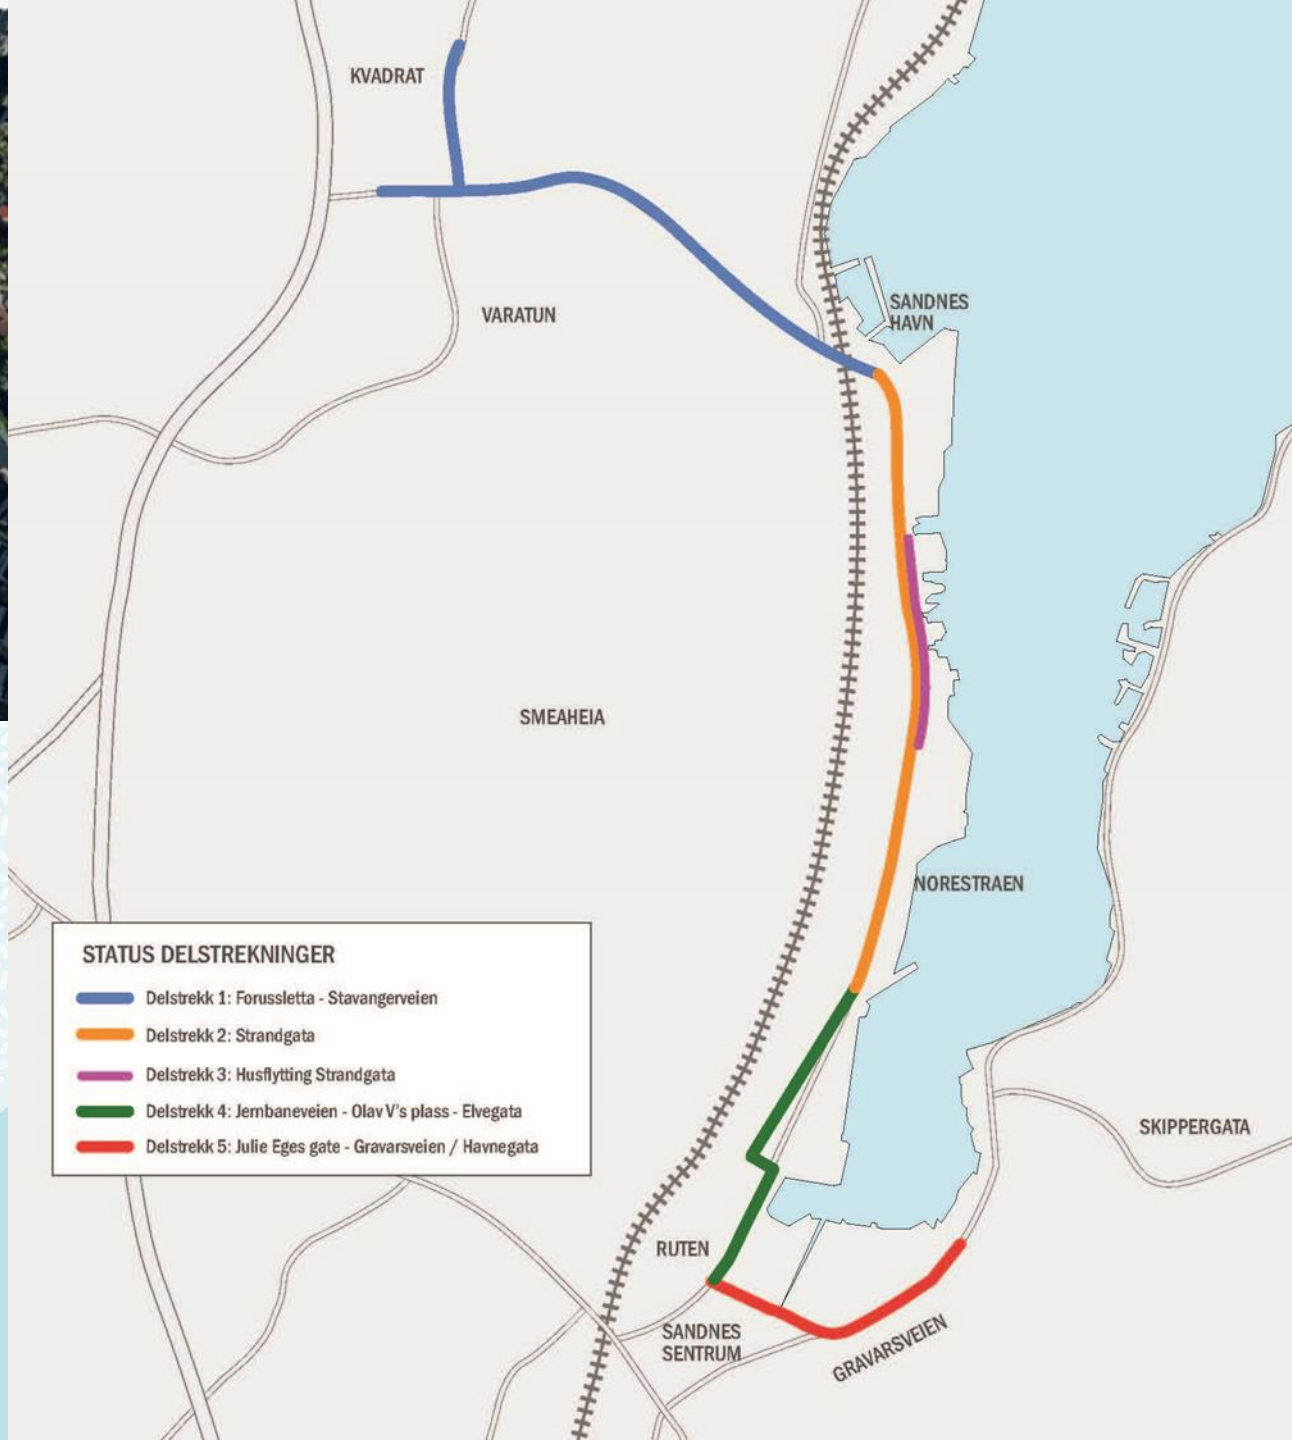 KVADRAT
VARATUN
SANDNES
HAVN
SMEAHEIA
NORESTRAEN
STATUS DELSTREKNINGER
Delstrekk 1: Forussletta - Stavangerveien
Delstrekk 2: Strandgata
Delstrekk 3: Husflytting Strandgata
Delstrekk 4: Jernbaneveien - Olav V's plass - Elvegata
Delstrekk 5: Julie Eges gate - Gravarsveien / Havnegata
SKIPPERGATA
RUTEN
SANDNES
SENTRUM
GRAVARSVEIEN